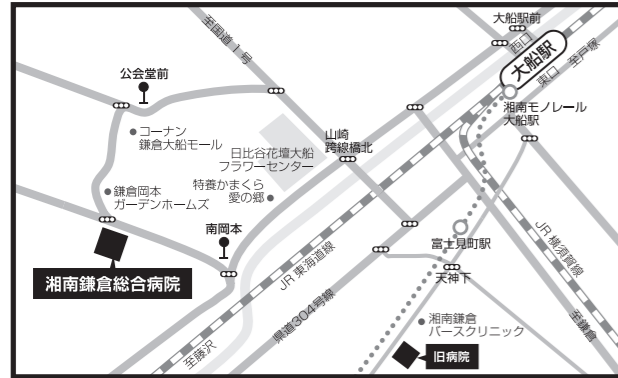 大船駅前
至国道1号
西口
大船駅
東口
至戸塚
公会堂前
湘南モノレール
大船駅
コーナン
鎌倉大船モール
山崎
跨線橋北
日比谷花壇大船
フラワーセンター
特養かまくら
愛の郷
鎌倉岡本
ガーデンホームズ
南岡本
富士見町駅
JR横須賀線
湘南鎌倉総合病院
JR東海道線
天神下
県道304号線
至鎌倉
湘南鎌倉
バースクリニック
至藤沢
旧病院